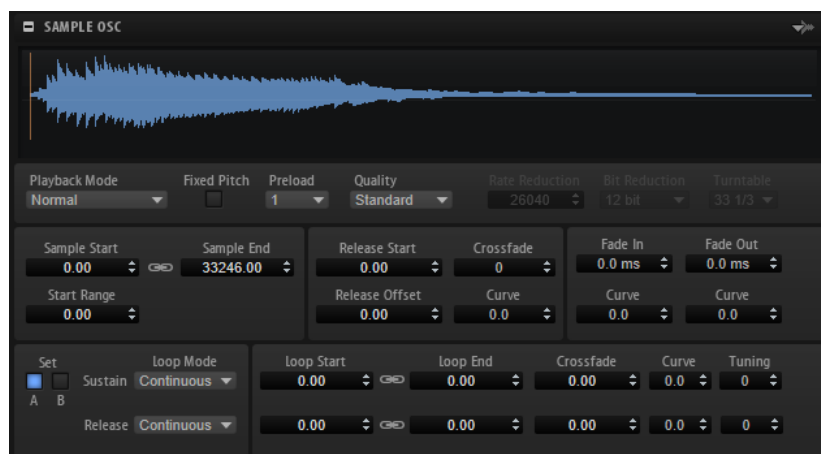 SAMPLE OSC
Playback Mode Fixed Pitch Preload Quality Rate Reduction Bit Reduction Turntable
Normal 1 Standard 26040 12 bit 33 1/3
Sample Start Sample End Release Start Crossfade Fade In Fade Out
0.00 33246.00 0.00 0 0.0 ms 0.0 ms
Start Range Release Offset Curve Curve Curve
0.00 0.00 0.0 0.0 0.0
Set Loop Mode Loop Start Loop End Crossfade Curve Tuning
Sustain Continuous 0.00 0.00 0.00 0.0 0
A B
Release Continuous 0.00 0.00 0.00 0.0 0